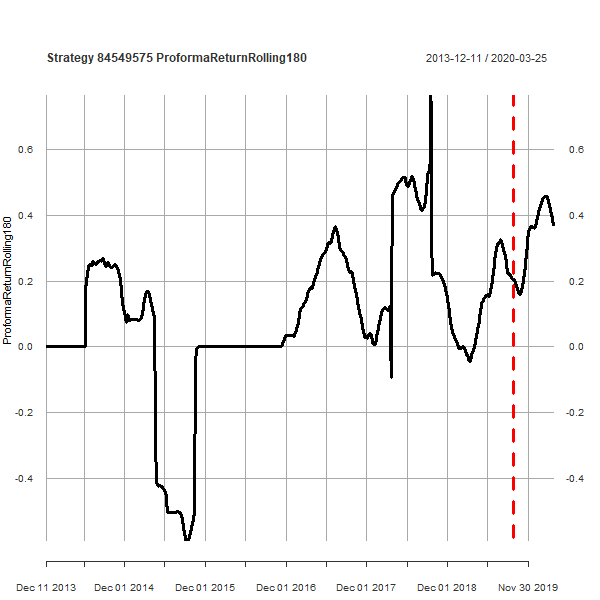 Strategy 84549575 ProformaReturnRolling180
2013-12-11 / 2020-03-25
ProformaReturnRolling180
0.6
0.4
0.2
0.0
-0.2
-0.4
0.6
0.4
0.2
0.0
-0.2
-0.4
Dec 11 2013
Dec 01 2014
Dec 01 2015
Dec 01 2016
Dec 01 2017
Dec 01 2018
Nov 30 2019